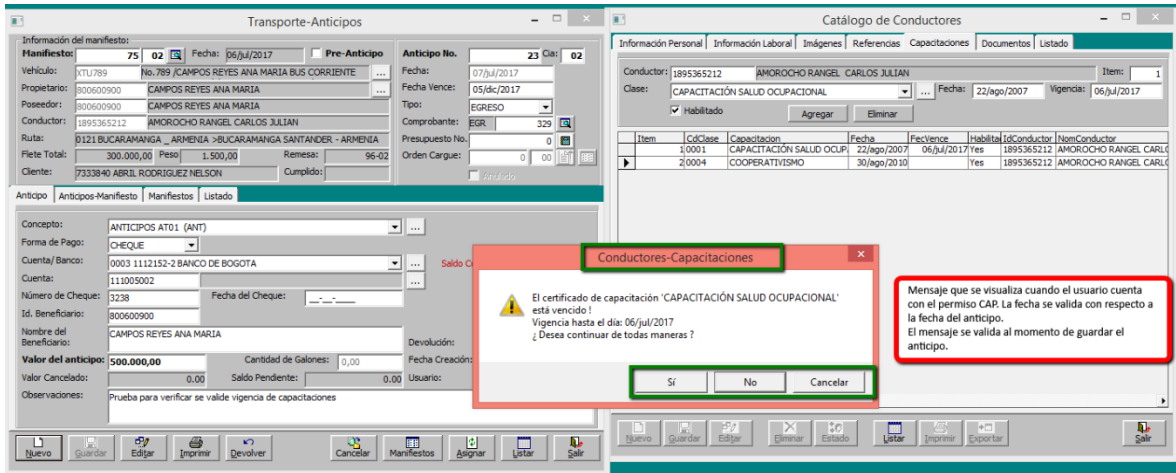 Transporte-Anticipos
Información del manifiesto:
Manifiesto: 75 02 Fecha: 06/jul/2017 Pre-Anticipo
Vehículo: XTU789 No. 789 /CAMPOS REYES ANA MARIA BUS CORRIENTE ...
Propietario: 800600900 CAMPOS REYES ANA MARIA ...
Poseedor: 800600900 CAMPOS REYES ANA MARIA
Conductor: 1895365212 AMOROCHO RANGEL CARLOS JULIAN
Ruta: 0121 BUCARAMANGA _ ARMENIA >BUCARAMANGA SANTANDER - ARMENIA
Flete Total: 300.000,00 Peso 1.500,00 Remesa: 96-02
Cliente: 7333840 ABRIL RODRIGUEZ NELSON Cumplido:
Anticipo No. 23 Cia: 02
Fecha: 07/jul/2017
Fecha Vence: 05/dic/2017
Tipo: EGRESO
Comprobante: EGR 329
Presupuesto No. 0
Orden Cargue: 0 00
Anulado
Anticipo Anticipos-Manifiesto Manifiestos Listado
Concepto: ANTICIPOS AT01 (ANT) ...
Forma de Pago: CHEQUE
Cuenta/Banco: 0003 1112152-2 BANCO DE BOGOTA ... Saldo C
Cuenta: 111005002 ...
Número de Cheque: 3238 Fecha del Cheque: __-__-____
Id. Beneficiario: 800600900
Nombre del Beneficiario: CAMPOS REYES ANA MARIA Devolución:
Valor del anticipo: 500.000,00 Cantidad de Galones: 0,00 Fecha Creación:
Valor Cancelado: 0.00 Saldo Pendiente: 0.00 Usuario:
Observaciones: Prueba para verificar se valide vigencia de capacitaciones
Nuevo Guardar Editar Imprimir Devolver Cancelar Manifiestos Asignar Listar Salir
Catálogo de Conductores
Información Personal Información Laboral Imágenes Referencias Capacitaciones Documentos Listado
Conductor: 1895365212 AMOROCHO RANGEL CARLOS JULIAN Item: 1
Clase: CAPACITACIÓN SALUD OCUPACIONAL ... Fecha: 22/ago/2007 Vigencia: 06/jul/2017
Habilitado Agregar Eliminar
Item CdClase Capacitacion Fecha FecVence Habilita IdConductor NomConductor
1 0001 CAPACITACIÓN SALUD OCUP. 22/ago/2007 06/jul/2017 Yes 1895365212 AMOROCHO RANGEL CARLO
2 0004 COOPERATIVISMO 30/ago/2010 Yes 1895365212 AMOROCHO RANGEL CARLO
Conductores-Capacitaciones
El certificado de capacitación 'CAPACITACIÓN SALUD OCUPACIONAL'
está vencido !
Vigencia hasta el día: 06/jul/2017
¿ Desea continuar de todas maneras ?
Sí No Cancelar
Mensaje que se visualiza cuando el usuario cuenta
con el permiso CAP. La fecha se valida con respecto a
la fecha del anticipo.
El mensaje se valida al momento de guardar el
anticipo.
Nuevo Guardar Editar Eliminar Estado Listar Imprimir Exportar Salir